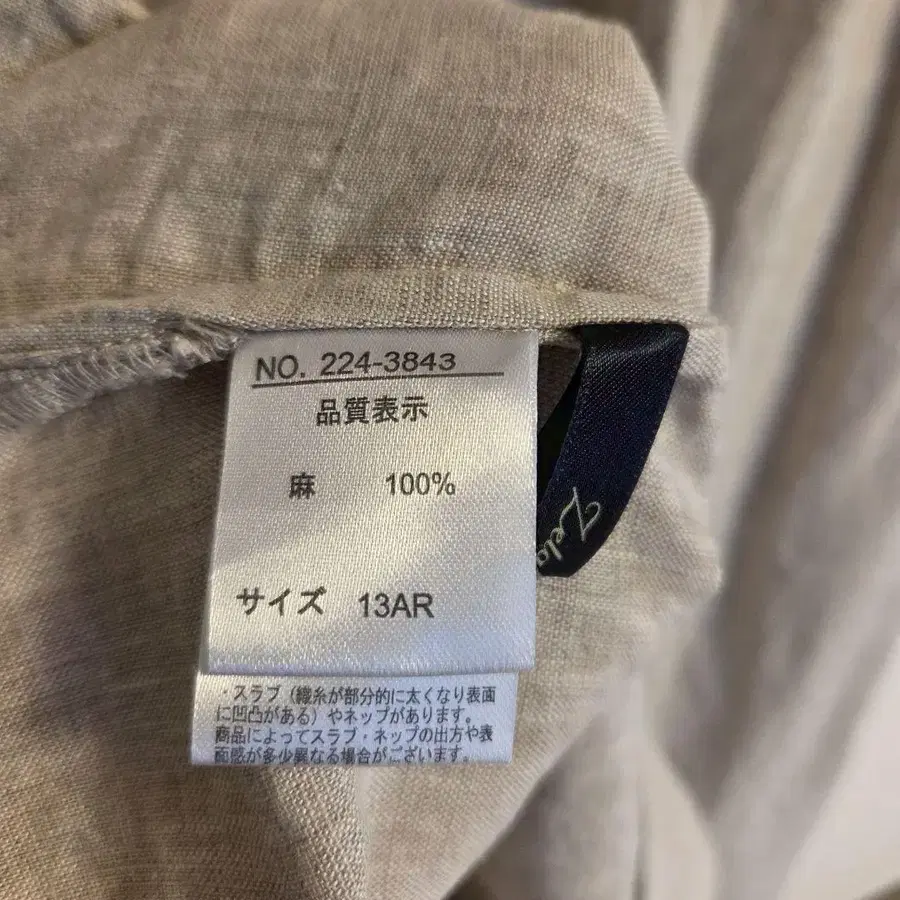 NO. 224-3843
品質表示
麻 100%
サイズ 13AR
・スラブ（織糸が部分的に太くなり表面
に凹凸がある）やネップがあります。
商品によってスラブ・ネップの出方や表
面感が多少異なる場合がございます。